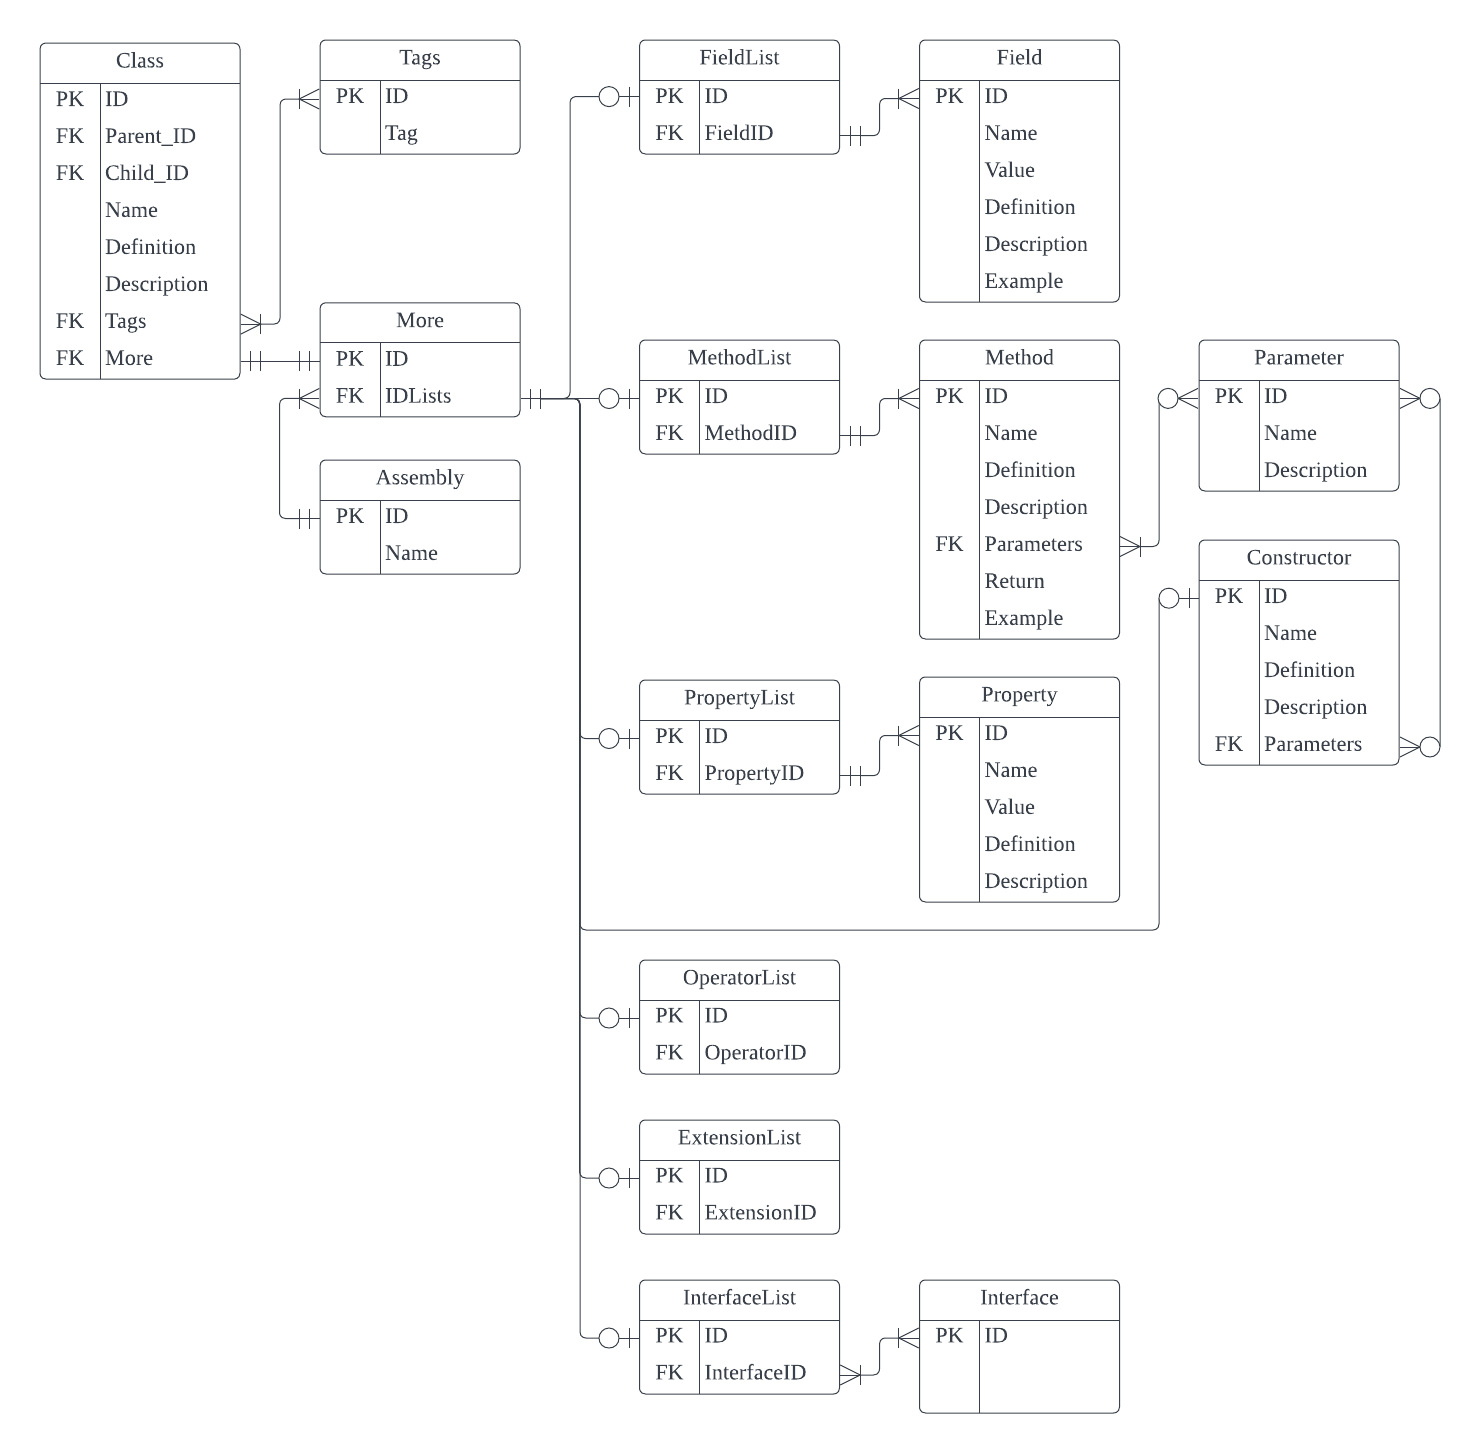 Class
PK ID
FK Parent_ID
FK Child_ID
Name
Definition
Description
FK Tags
FK More
Tags
PK ID
Tag
More
PK ID
FK IDLists
Assembly
PK ID
Name
FieldList
PK ID
FK FieldID
Field
PK ID
Name
Value
Definition
Description
Example
MethodList
PK ID
FK MethodID
Method
PK ID
Name
Definition
Description
FK Parameters
Return
Example
Parameter
PK ID
Name
Description
Constructor
PK ID
Name
Definition
Description
FK Parameters
PropertyList
PK ID
FK PropertyID
Property
PK ID
Name
Value
Definition
Description
OperatorList
PK ID
FK OperatorID
ExtensionList
PK ID
FK ExtensionID
InterfaceList
PK ID
FK InterfaceID
Interface
PK ID